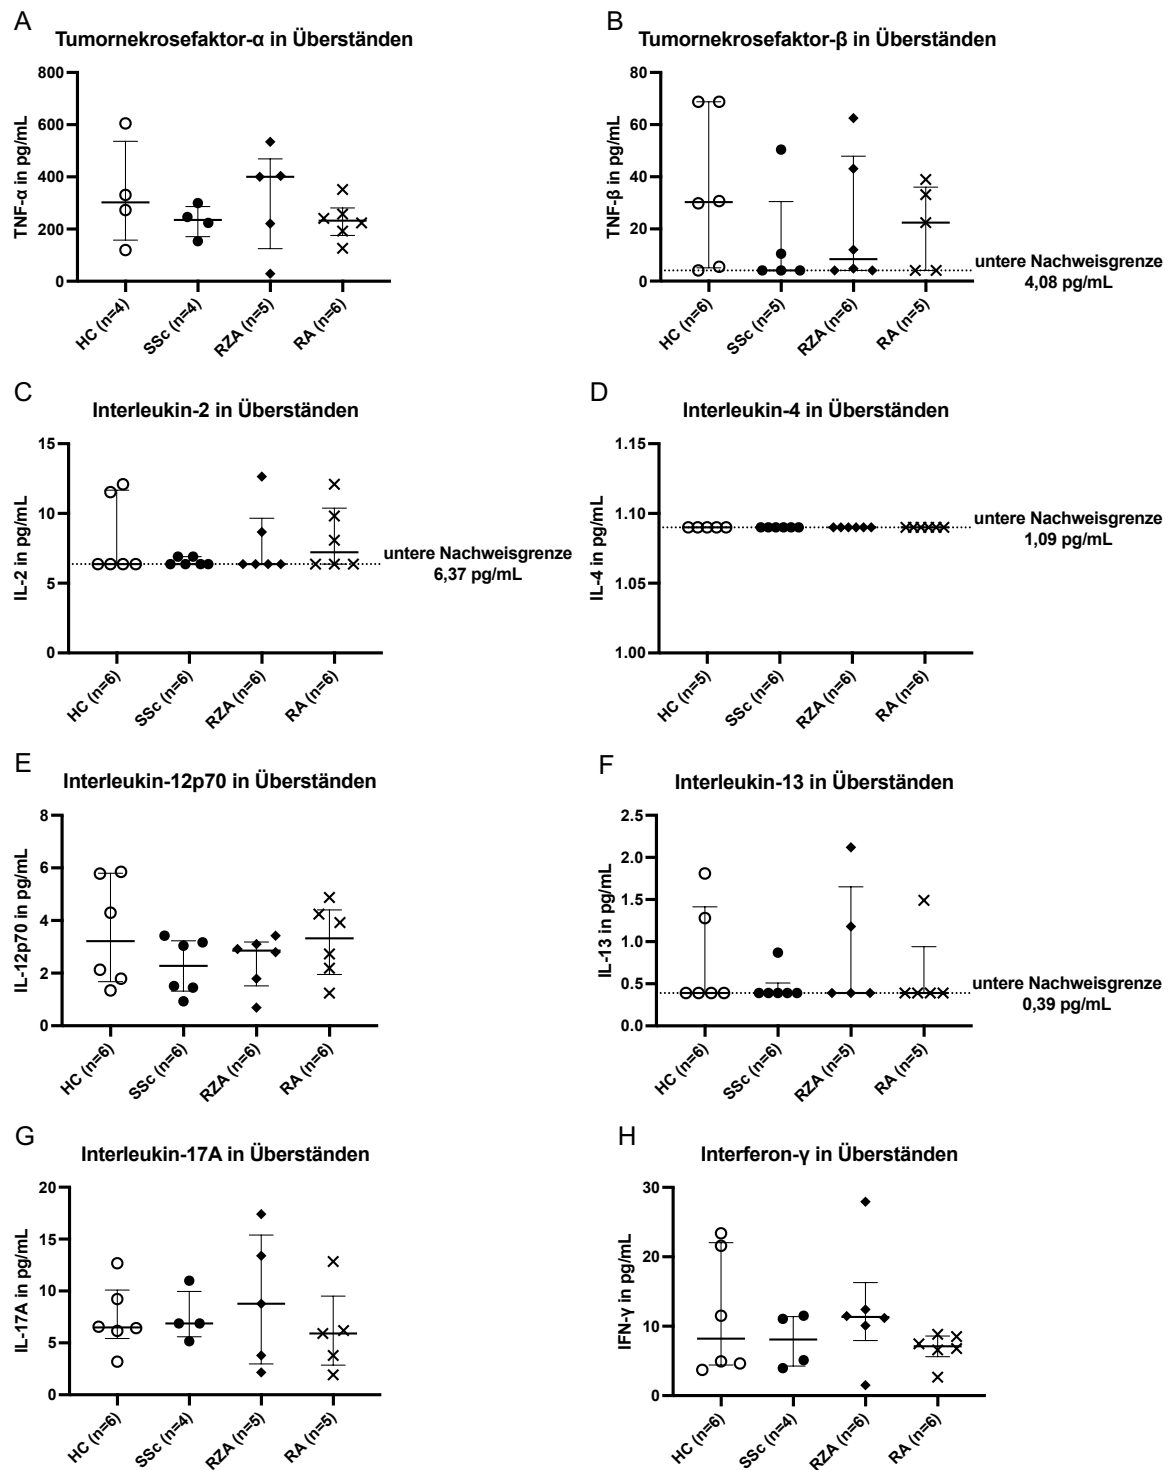 A
Tumornekrosefaktor-α in Überständen
TNF-α in pg/mL
800
600
400
200
0
HC (n=4)
SSc (n=4)
RZA (n=5)
RA (n=6)
B
Tumornekrosefaktor-β in Überständen
TNF-β in pg/mL
80
60
40
20
0
untere Nachweisgrenze
4,08 pg/mL
HC (n=6)
SSc (n=5)
RZA (n=6)
RA (n=5)
C
Interleukin-2 in Überständen
IL-2 in pg/mL
15
10
5
0
untere Nachweisgrenze
6,37 pg/mL
HC (n=6)
SSc (n=6)
RZA (n=6)
RA (n=6)
D
Interleukin-4 in Überständen
IL-4 in pg/mL
1.15
1.10
1.05
1.00
untere Nachweisgrenze
1,09 pg/mL
HC (n=5)
SSc (n=6)
RZA (n=6)
RA (n=6)
E
Interleukin-12p70 in Überständen
IL-12p70 in pg/mL
8
6
4
2
0
HC (n=6)
SSc (n=6)
RZA (n=6)
RA (n=6)
F
Interleukin-13 in Überständen
IL-13 in pg/mL
2.5
2.0
1.5
1.0
0.5
0.0
untere Nachweisgrenze
0,39 pg/mL
HC (n=6)
SSc (n=6)
RZA (n=5)
RA (n=5)
G
Interleukin-17A in Überständen
IL-17A in pg/mL
20
15
10
5
0
HC (n=6)
SSc (n=4)
RZA (n=5)
RA (n=5)
H
Interferon-γ in Überständen
IFN-γ in pg/mL
30
20
10
0
HC (n=6)
SSc (n=4)
RZA (n=6)
RA (n=6)